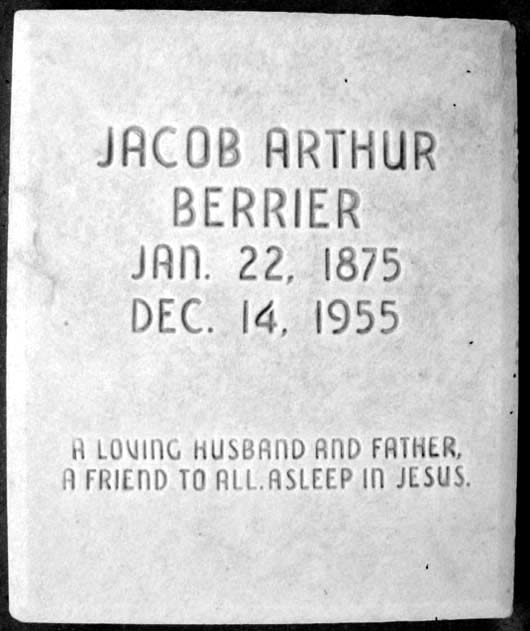 JACOB ARTHUR
BERRIER
JAN. 22, 1875
DEC. 14, 1955
A LOVING HUSBAND AND FATHER,
A FRIEND TO ALL. ASLEEP IN JESUS.